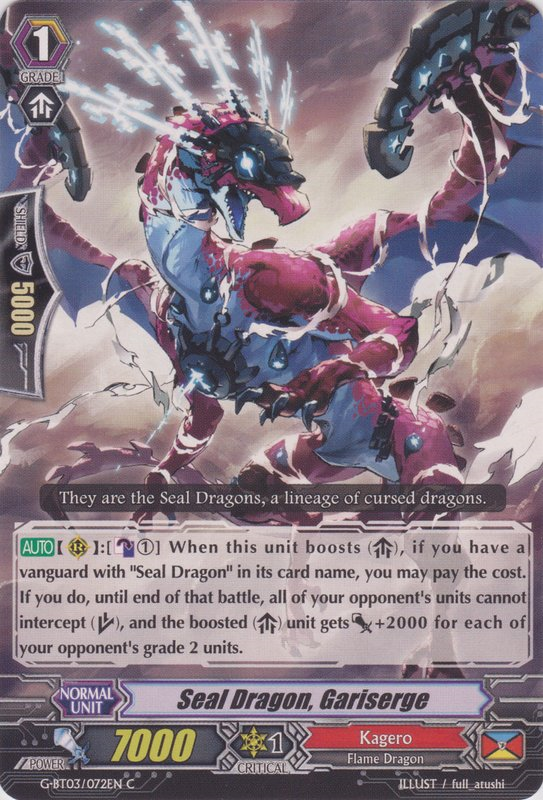 1
GRADE
SHIELD
5000
They are the Seal Dragons, a lineage of cursed dragons.
AUTO【 R 】:[ ①] When this unit boosts ( ), if you have a
vanguard with "Seal Dragon" in its card name, you may pay the cost.
If you do, until end of that battle, all of your opponent's units cannot
intercept ( ), and the boosted ( ) unit gets +2000 for each of
your opponent's grade 2 units.
NORMAL
UNIT
Seal Dragon, Gariserge
POWER
7000
1
CRITICAL
Kagero
Flame Dragon
G-BT03/072EN C
ILLUST / full_atushi